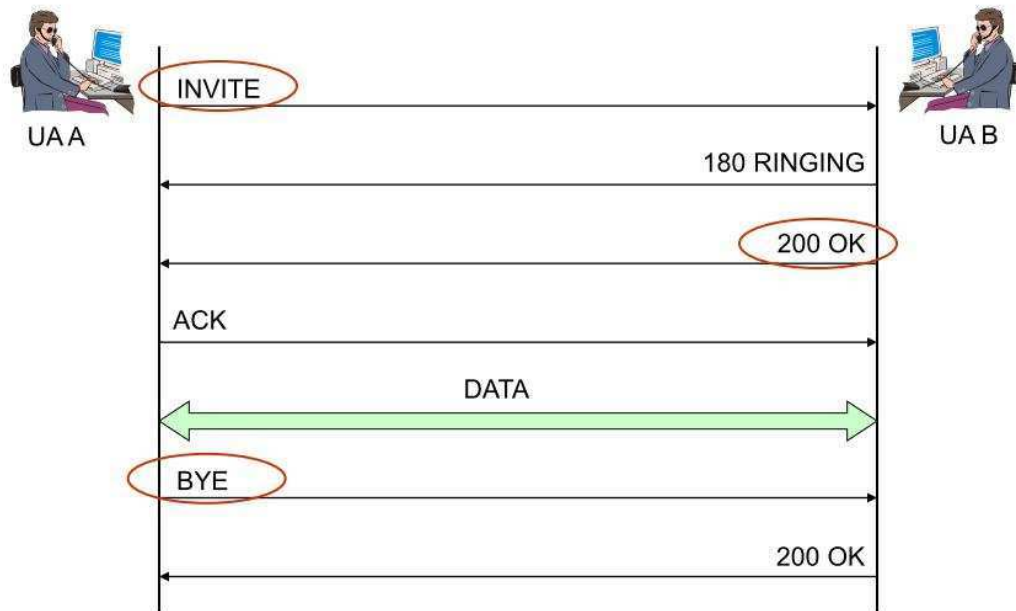 INVITE
UA A
UA B
180 RINGING
200 OK
ACK
DATA
BYE
200 OK